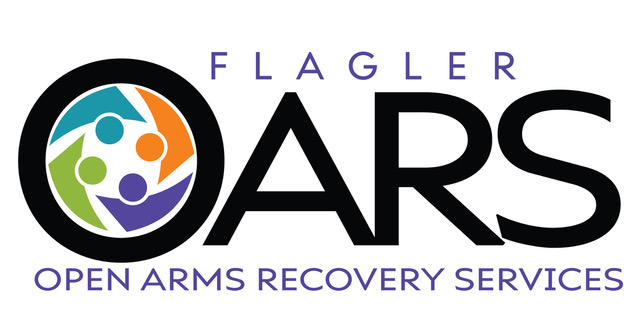 FLAGLER
OARS
OPEN ARMS RECOVERY SERVICES